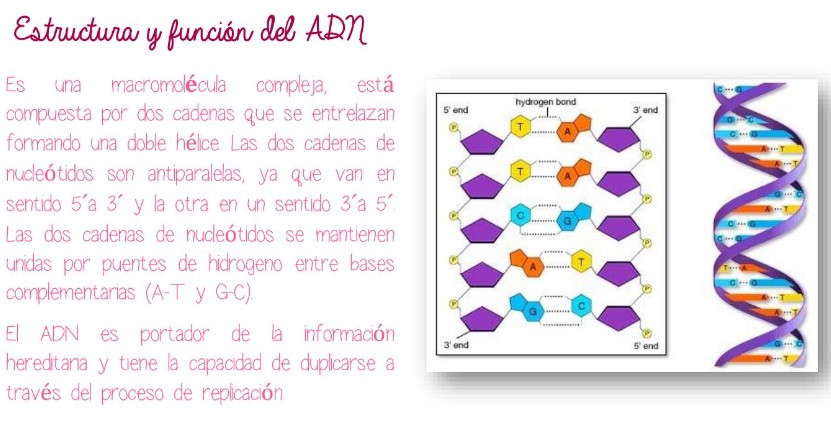 Estructura y función del ADN
Es una macromolécula compleja, está
compuesta por dos cadenas que se entrelazan
formando una doble hélice. Las dos cadenas de
nucleótidos son antiparalelas, ya que van en
sentido 5´a 3´ y la otra en un sentido 3´a 5´.
Las dos cadenas de nucleótidos se mantienen
unidas por puentes de hidrogeno entre bases
complementarias (A-T y G-C).
El ADN es portador de la información
hereditaria y tiene la capacidad de duplicarse a
través del proceso de replicación.
hydrogen bond
5' end
3' end
P
T
A
P
P
T
A
P
P
C
G
P
P
A
T
P
P
G
C
P
3' end
5' end
C G
G C
C G
A T
A T
A T
C G
C G
T A
C G
A T
A T
G C
A T